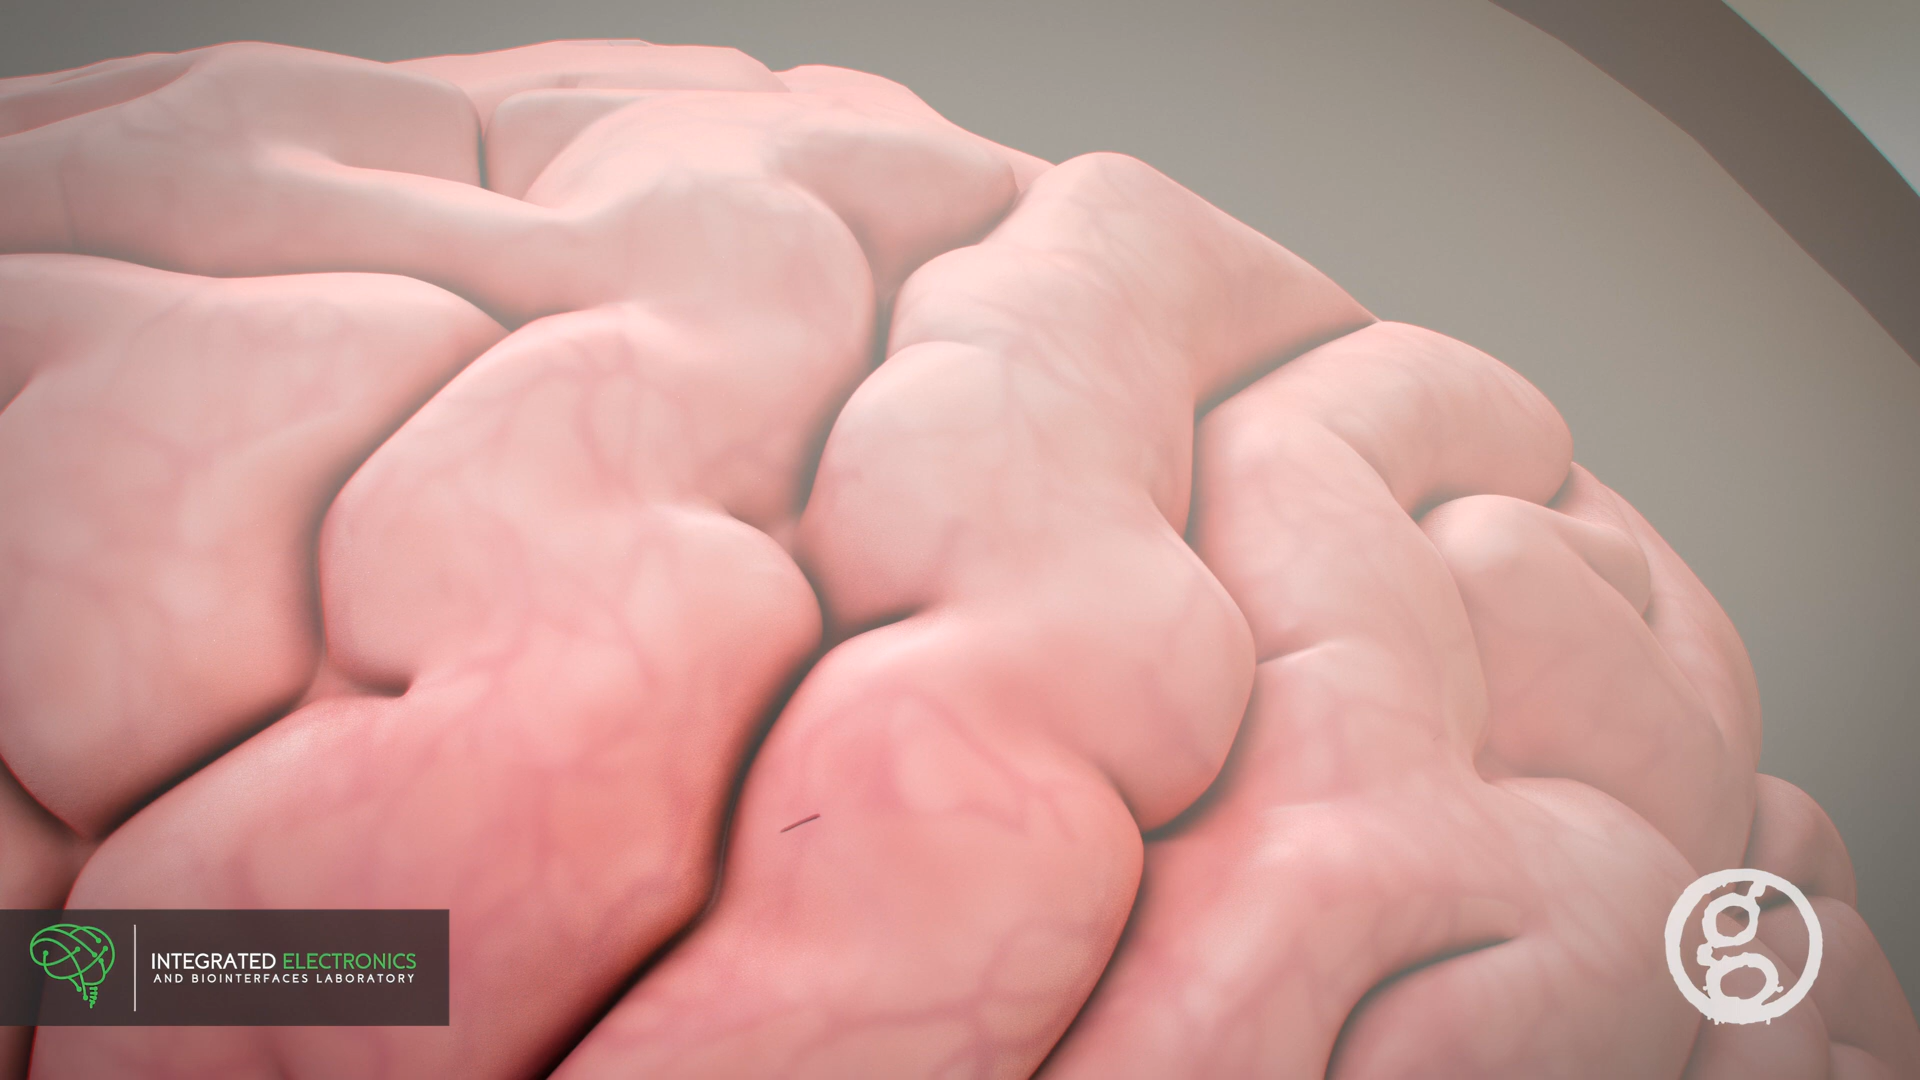 INTEGRATED ELECTRONICS
AND BIOINTERFACES LABORATORY
g